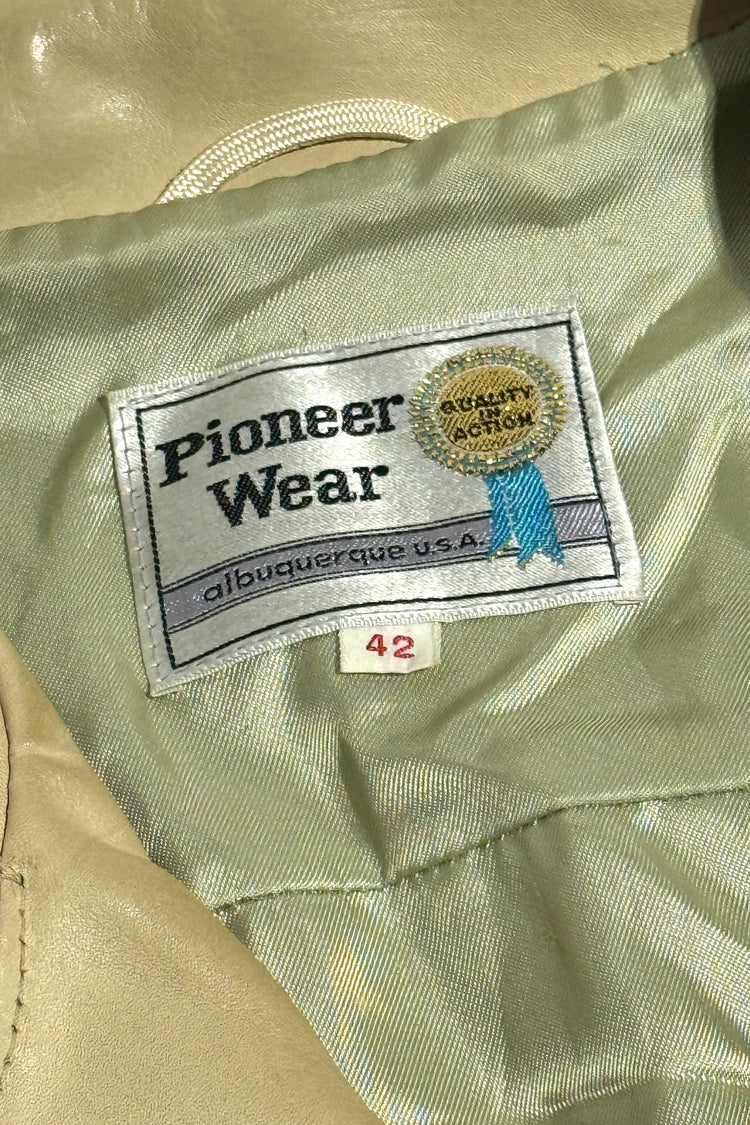 Pioneer
Wear
QUALITY
IN
ACTION
albuquerque U.S.A.
42